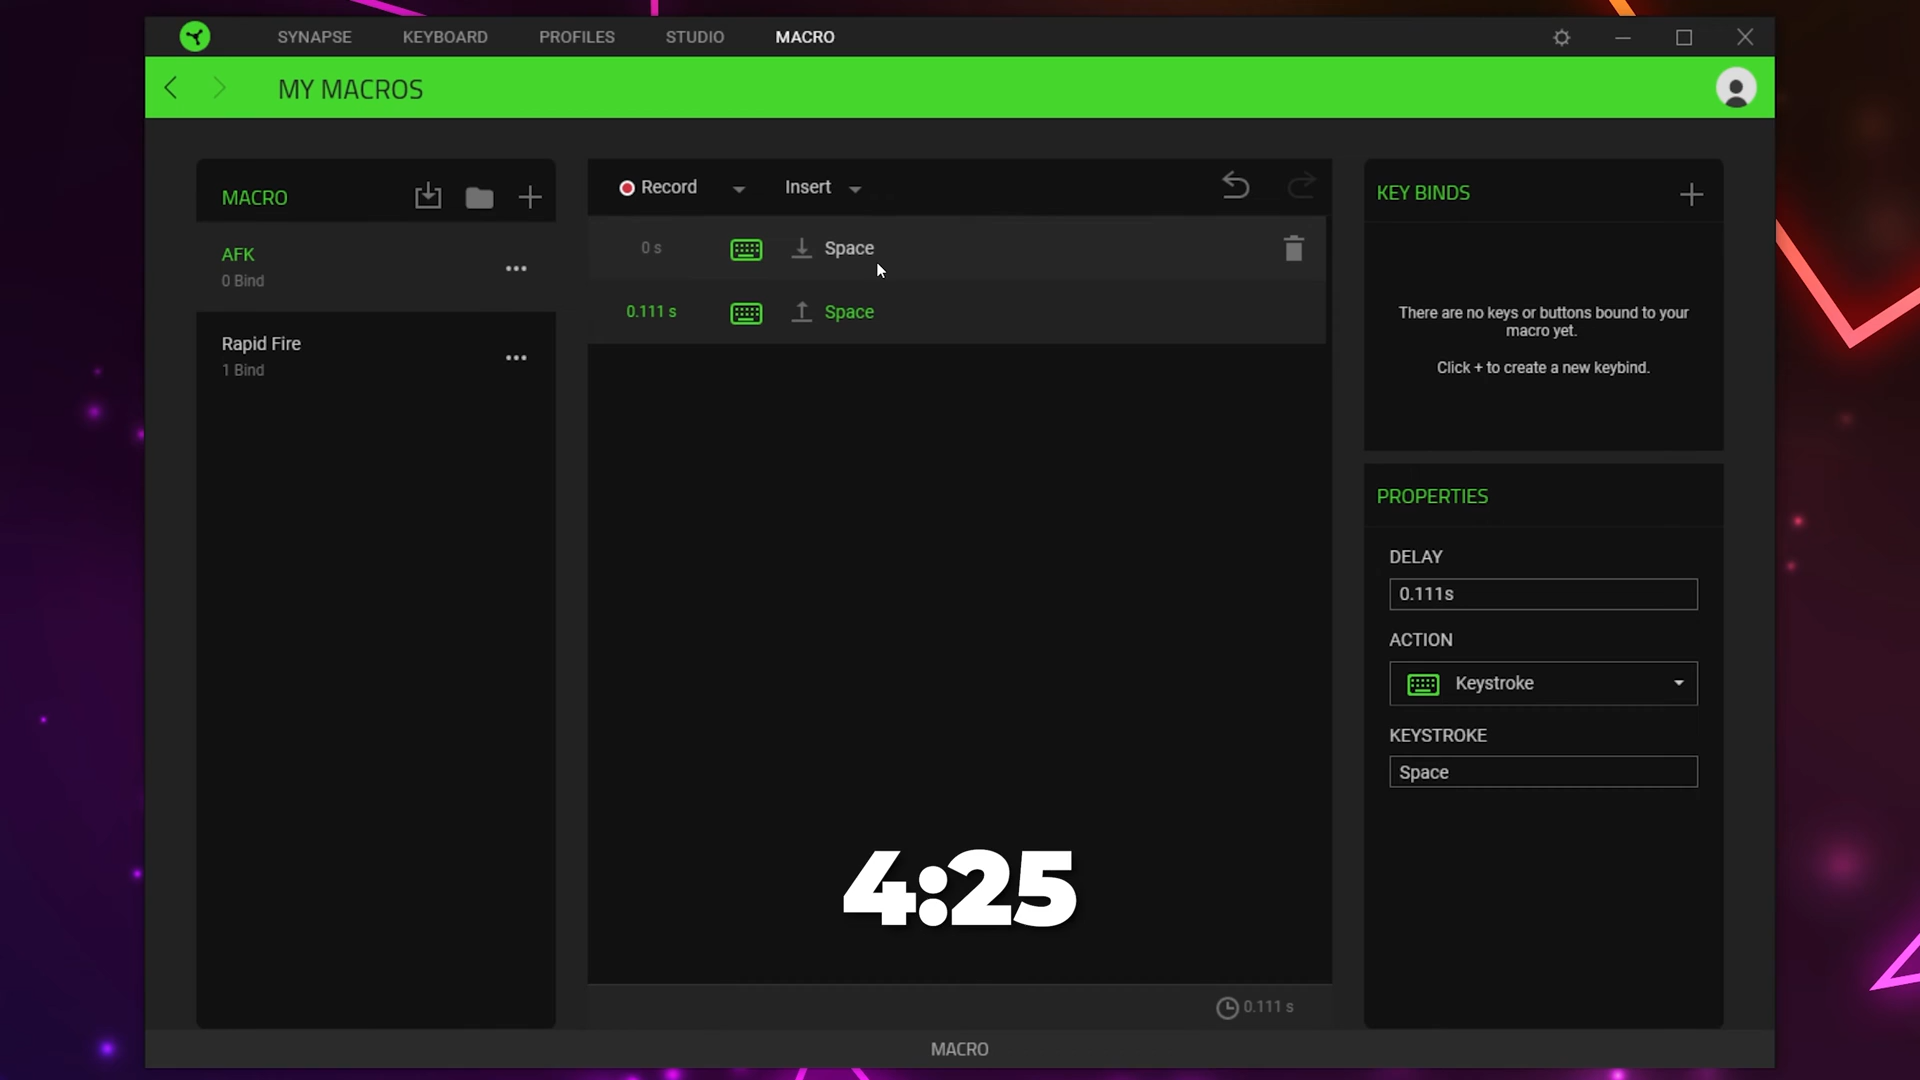 SYNAPSE KEYBOARD PROFILES STUDIO MACRO
MY MACROS
MACRO
AFK
0 Bind
Rapid Fire
1 Bind
Record Insert
0 s Space
0.111 s Space
4:25
0.111 s
KEY BINDS
There are no keys or buttons bound to your
macro yet.
Click + to create a new keybind.
PROPERTIES
DELAY
0.111s
ACTION
Keystroke
KEYSTROKE
Space
MACRO